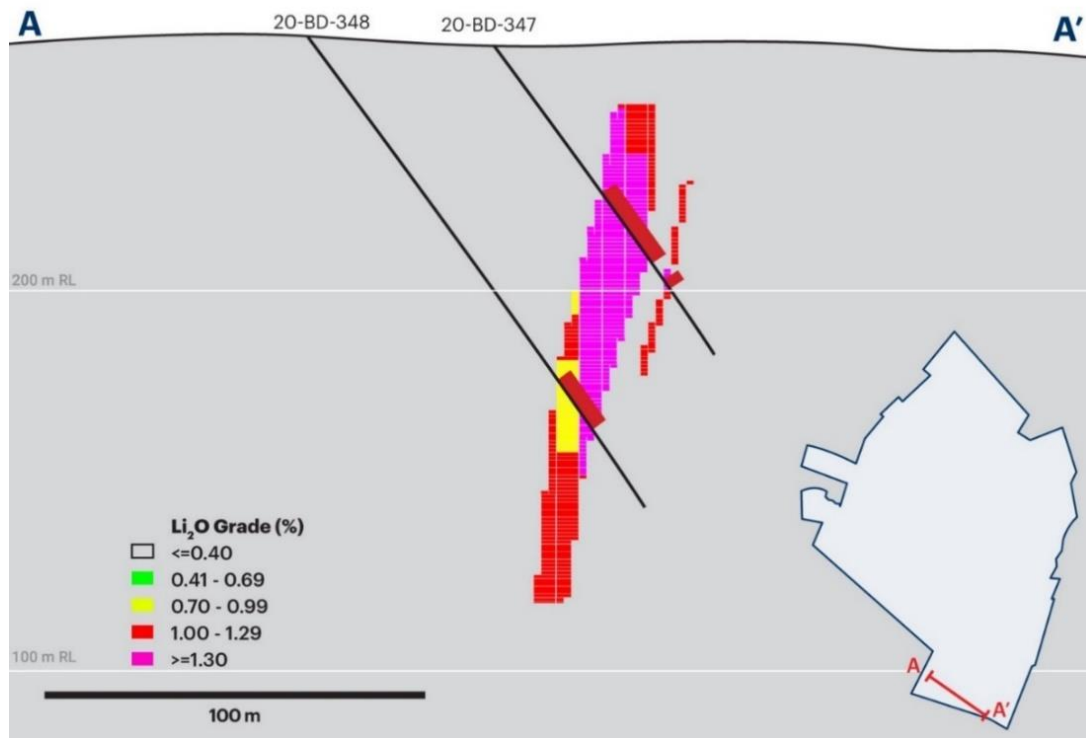 A
20-BD-348
20-BD-347
A'
200 m RL
Li₂O Grade (%)
<=0.40
0.41 - 0.69
0.70 - 0.99
1.00 - 1.29
>=1.30
100 m RL
100 m
A
A'